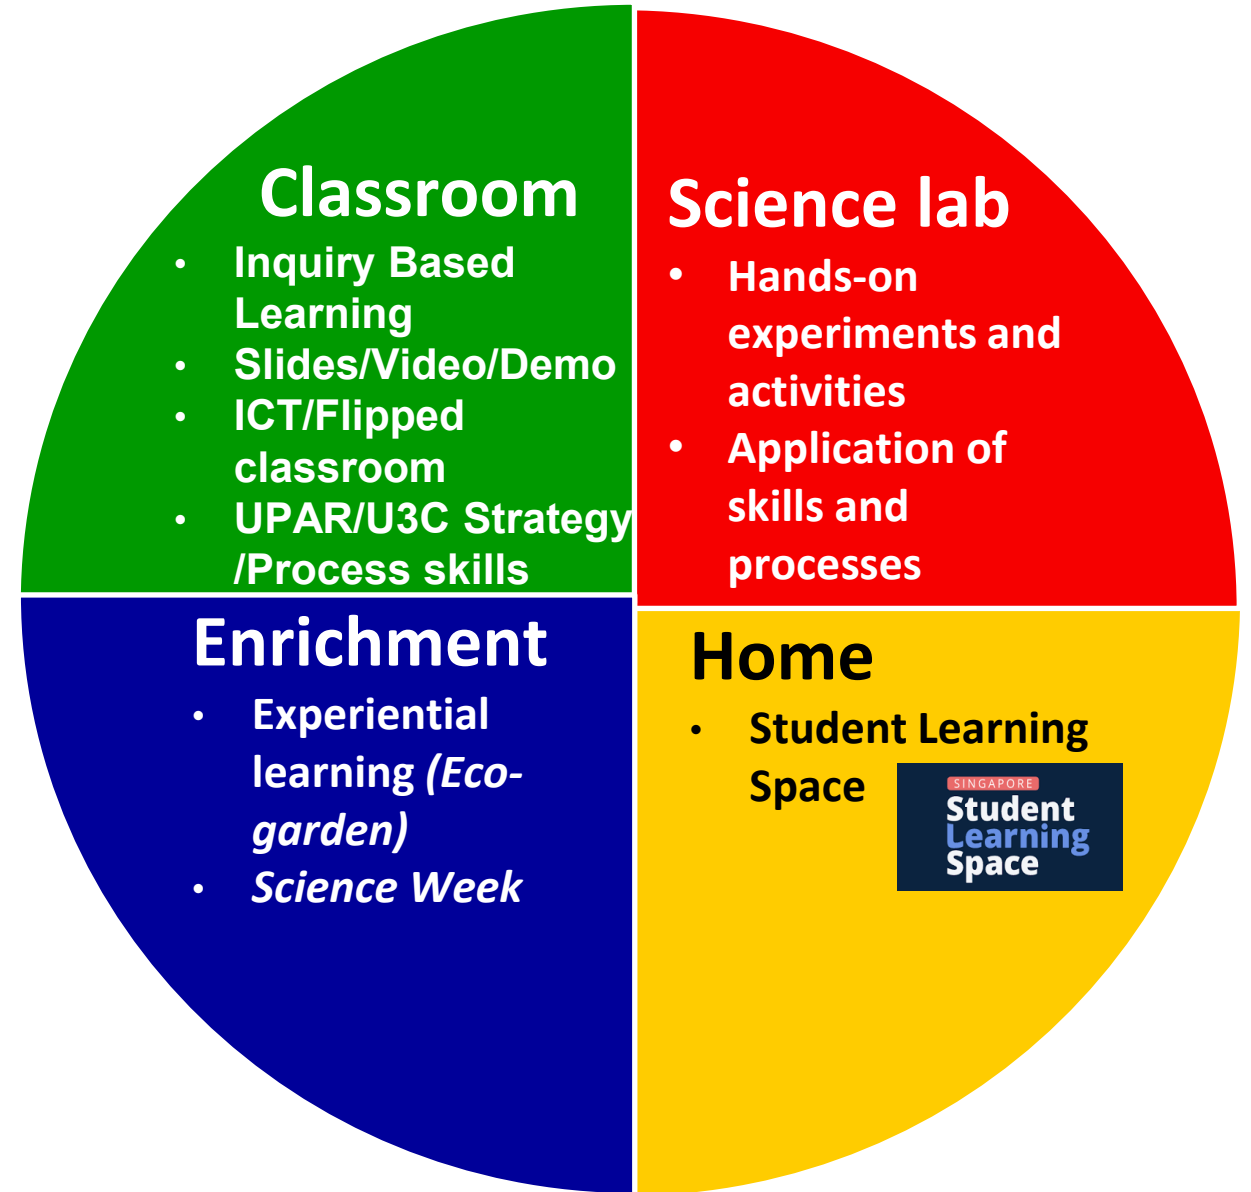 Classroom
• Inquiry Based
Learning
• Slides/Video/Demo
• ICT/Flipped
classroom
• UPAR/U3C Strategy
/Process skills
Science lab
• Hands-on
experiments and
activities
• Application of
skills and
processes
Enrichment
• Experiential
learning (Eco-
garden)
• Science Week
Home
• Student Learning
Space
SINGAPORE
Student
Learning
Space